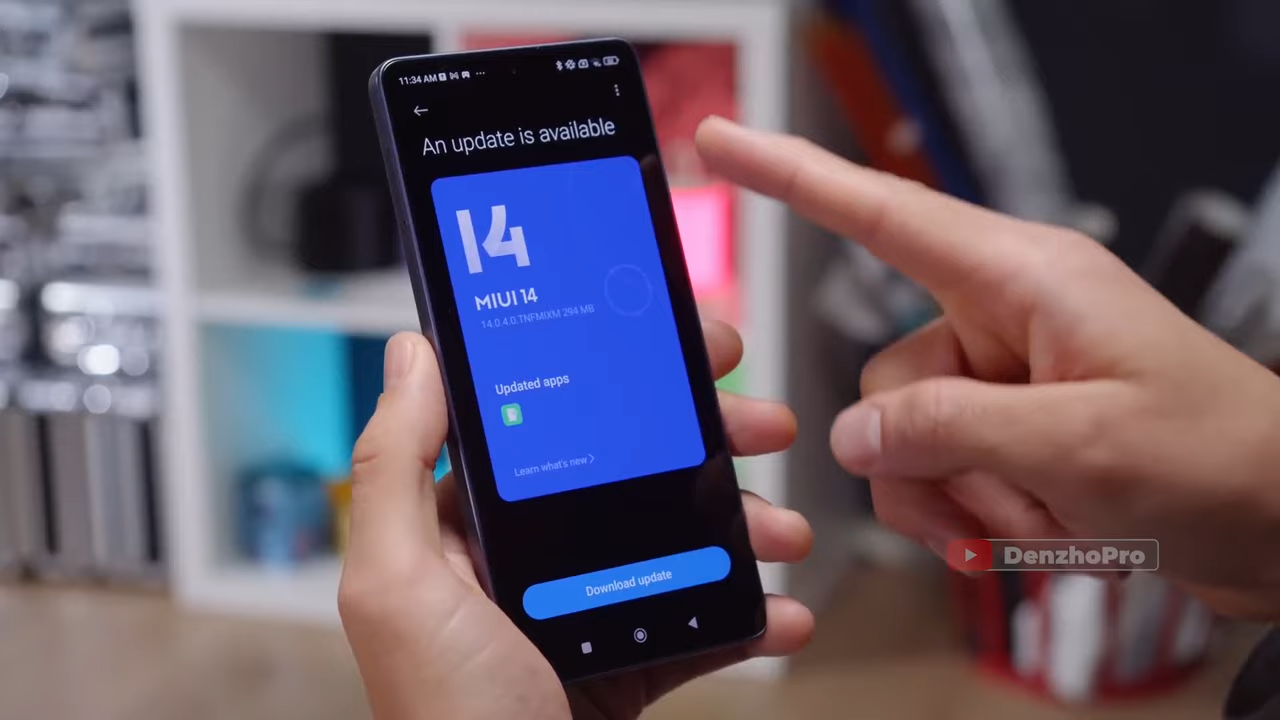 11:34 AM
An update is available
14
MIUI 14
14.0.4.0.TNFMIXM 294 MB
Updated apps
Learn what's new
Download update
DenzhoPro